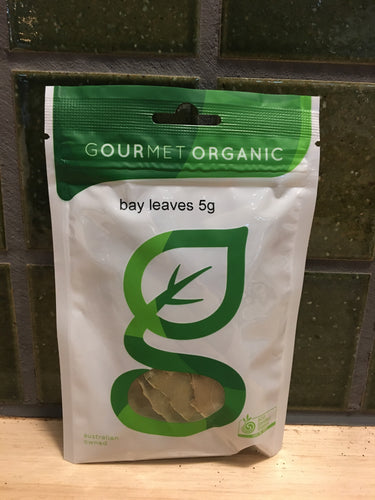 GOURMET ORGANIC
bay leaves 5g
australian
owned